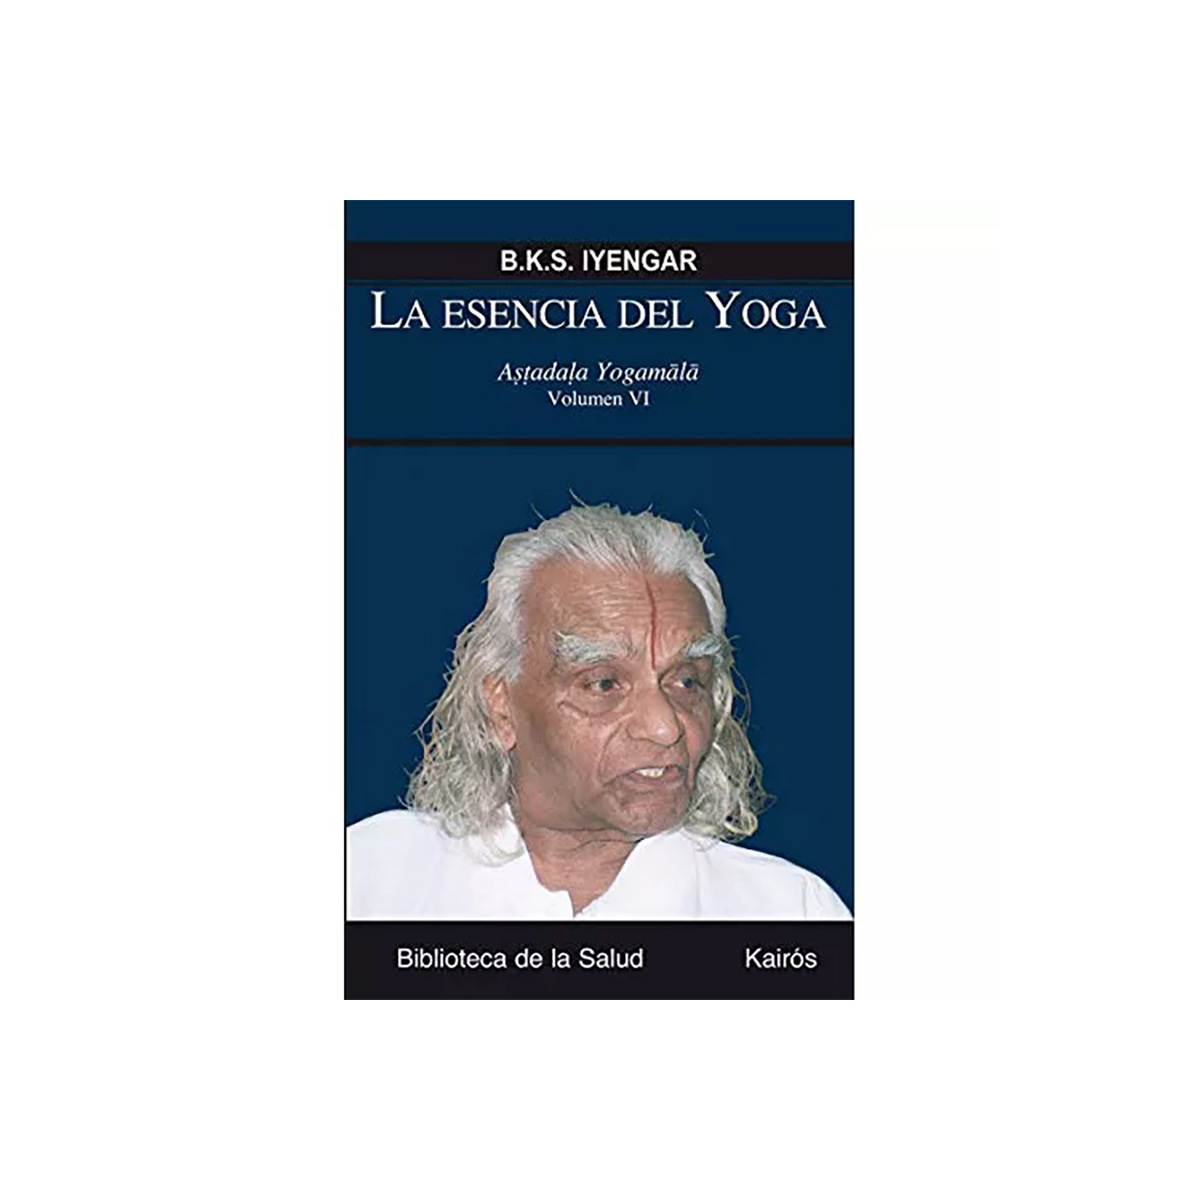 B.K.S. IYENGAR
LA ESENCIA DEL YOGA
Aṣṭadaḷa Yogamālā
Volumen VI
Biblioteca de la Salud Kairós